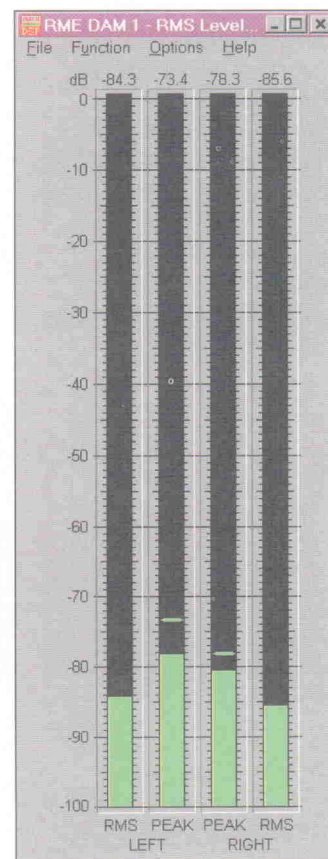 RME DAM 1 - RMS Level...
File Function Options Help
dB -84.3 -73.4 -78.3 -85.6
0
-10
-20
-30
-40
-50
-60
-70
-80
-90
-100
RMS PEAK PEAK RMS
LEFT RIGHT